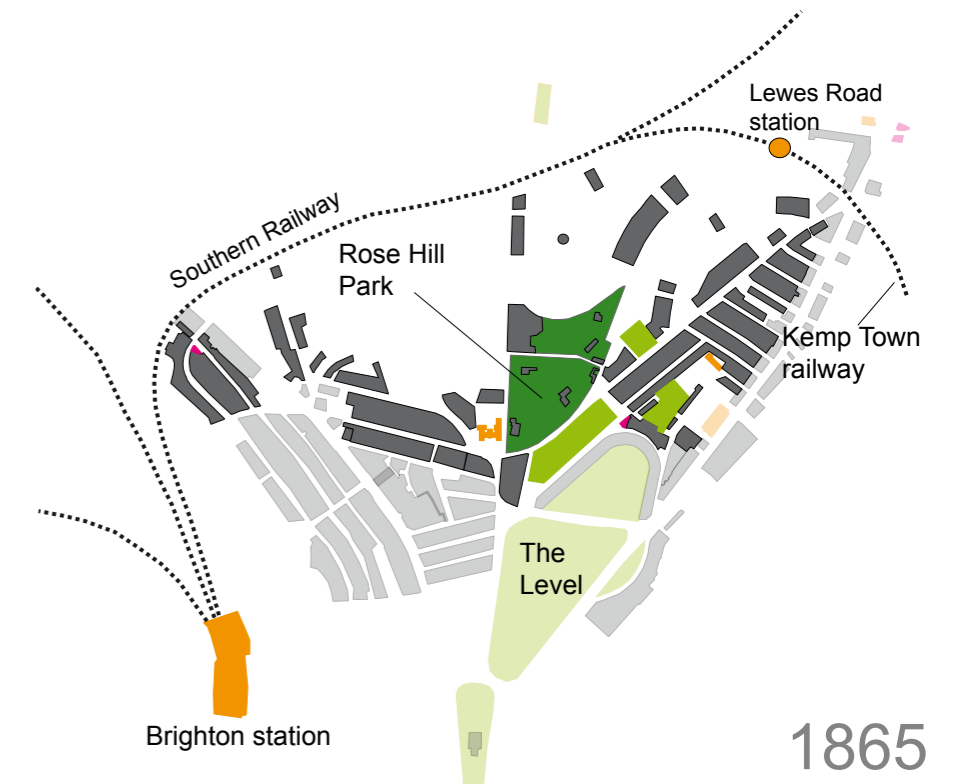 Lewes Road
station
Southern Railway
Rose Hill
Park
Kemp Town
railway
The
Level
Brighton station
1865